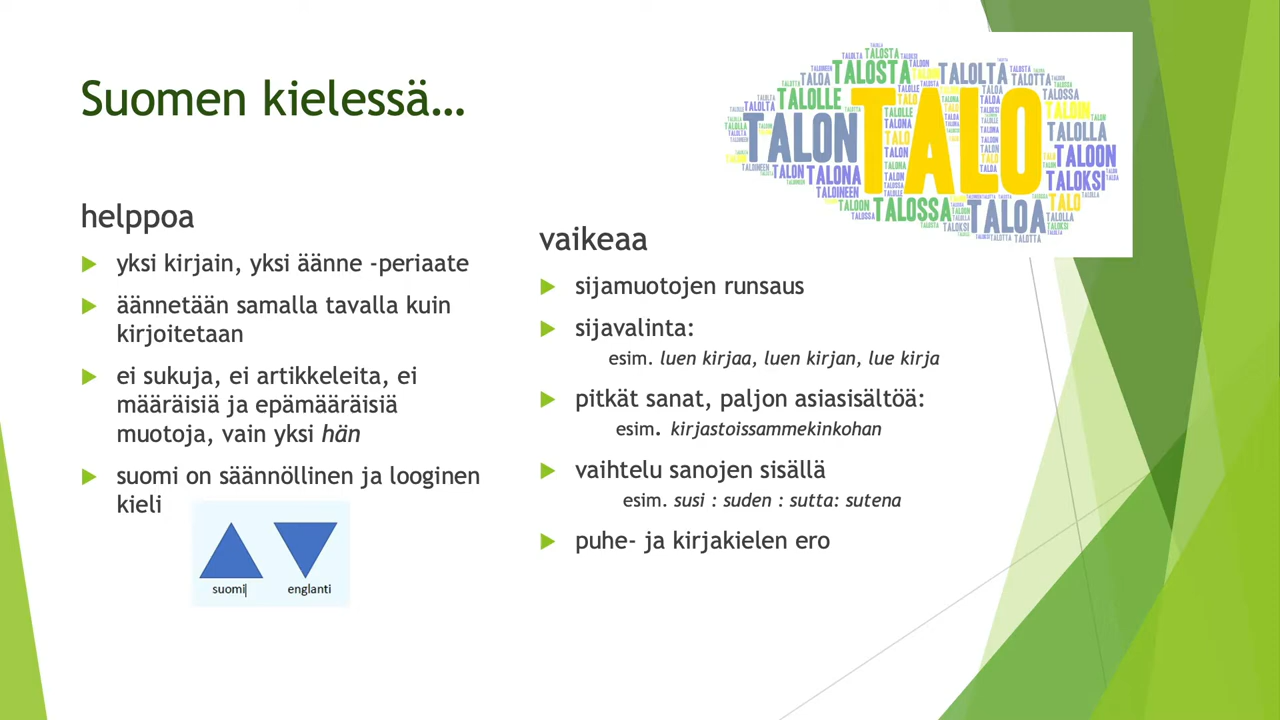 Suomen kielessä...
TALO
TALON
TALOSTA
TALOLTA
TALOLLE
TALONA
TALOSSA
TALOA
TALOON
TALOKSI
TALOLLA
TALOIN
TALOINEEN
TALOTTA
helppoa
yksi kirjain, yksi äänne -periaate
äännetään samalla tavalla kuin
kirjoitetaan
ei sukuja, ei artikkeleita, ei
määräisiä ja epämääräisiä
muotoja, vain yksi hän
suomi on säännöllinen ja looginen
kieli
suomi
englanti
vaikeaa
sijamuotojen runsaus
sijavalinta:
esim. luen kirjaa, luen kirjan, lue kirja
pitkät sanat, paljon asiasisältöä:
esim. kirjastoissammekinkohan
vaihtelu sanojen sisällä
esim. susi : suden : sutta: sutena
puhe- ja kirjakielen ero